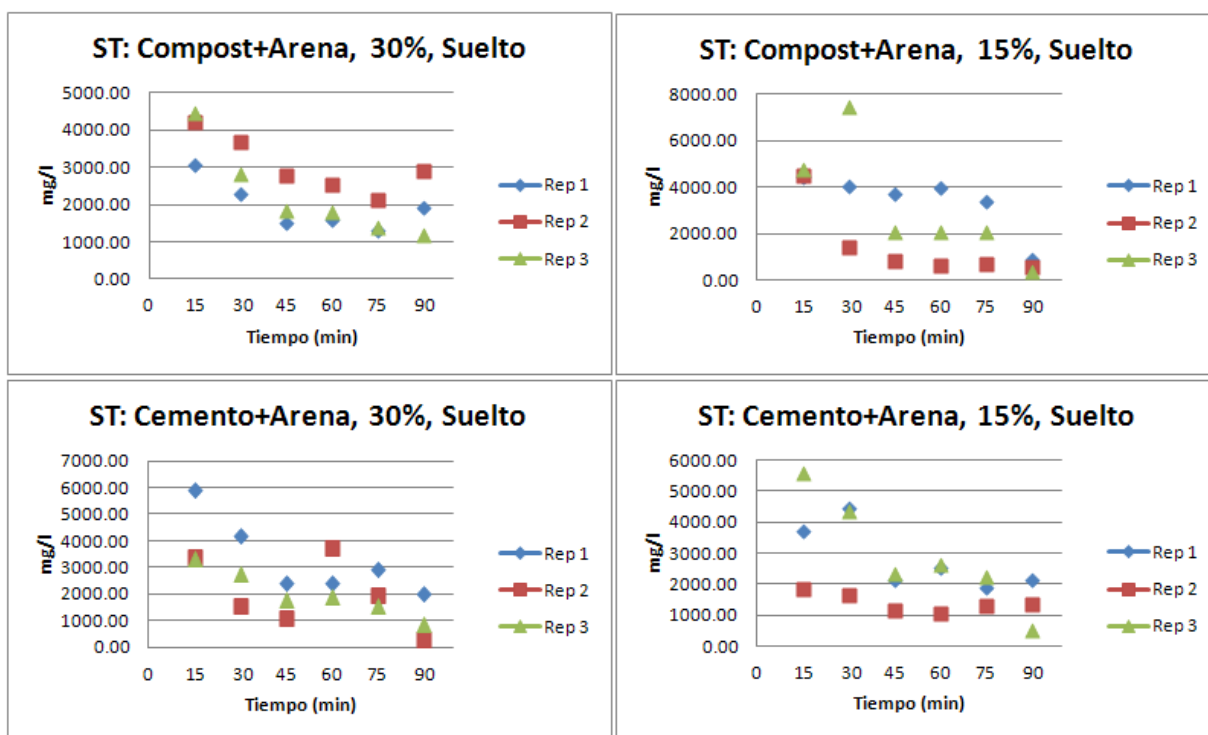 ST: Compost+Arena, 30%, Suelto
5000.00
4000.00
3000.00
2000.00
1000.00
0.00
mg/l
0 15 30 45 60 75 90
Tiempo (min)
Rep 1
Rep 2
Rep 3
ST: Compost+Arena, 15%, Suelto
8000.00
6000.00
4000.00
2000.00
0.00
mg/l
0 15 30 45 60 75 90
Tiempo (min)
Rep 1
Rep 2
Rep 3
ST: Cemento+Arena, 30%, Suelto
7000.00
6000.00
5000.00
4000.00
3000.00
2000.00
1000.00
0.00
mg/l
0 15 30 45 60 75 90
Tiempo (min)
Rep 1
Rep 2
Rep 3
ST: Cemento+Arena, 15%, Suelto
6000.00
5000.00
4000.00
3000.00
2000.00
1000.00
0.00
mg/l
0 15 30 45 60 75 90
Tiempo (min)
Rep 1
Rep 2
Rep 3